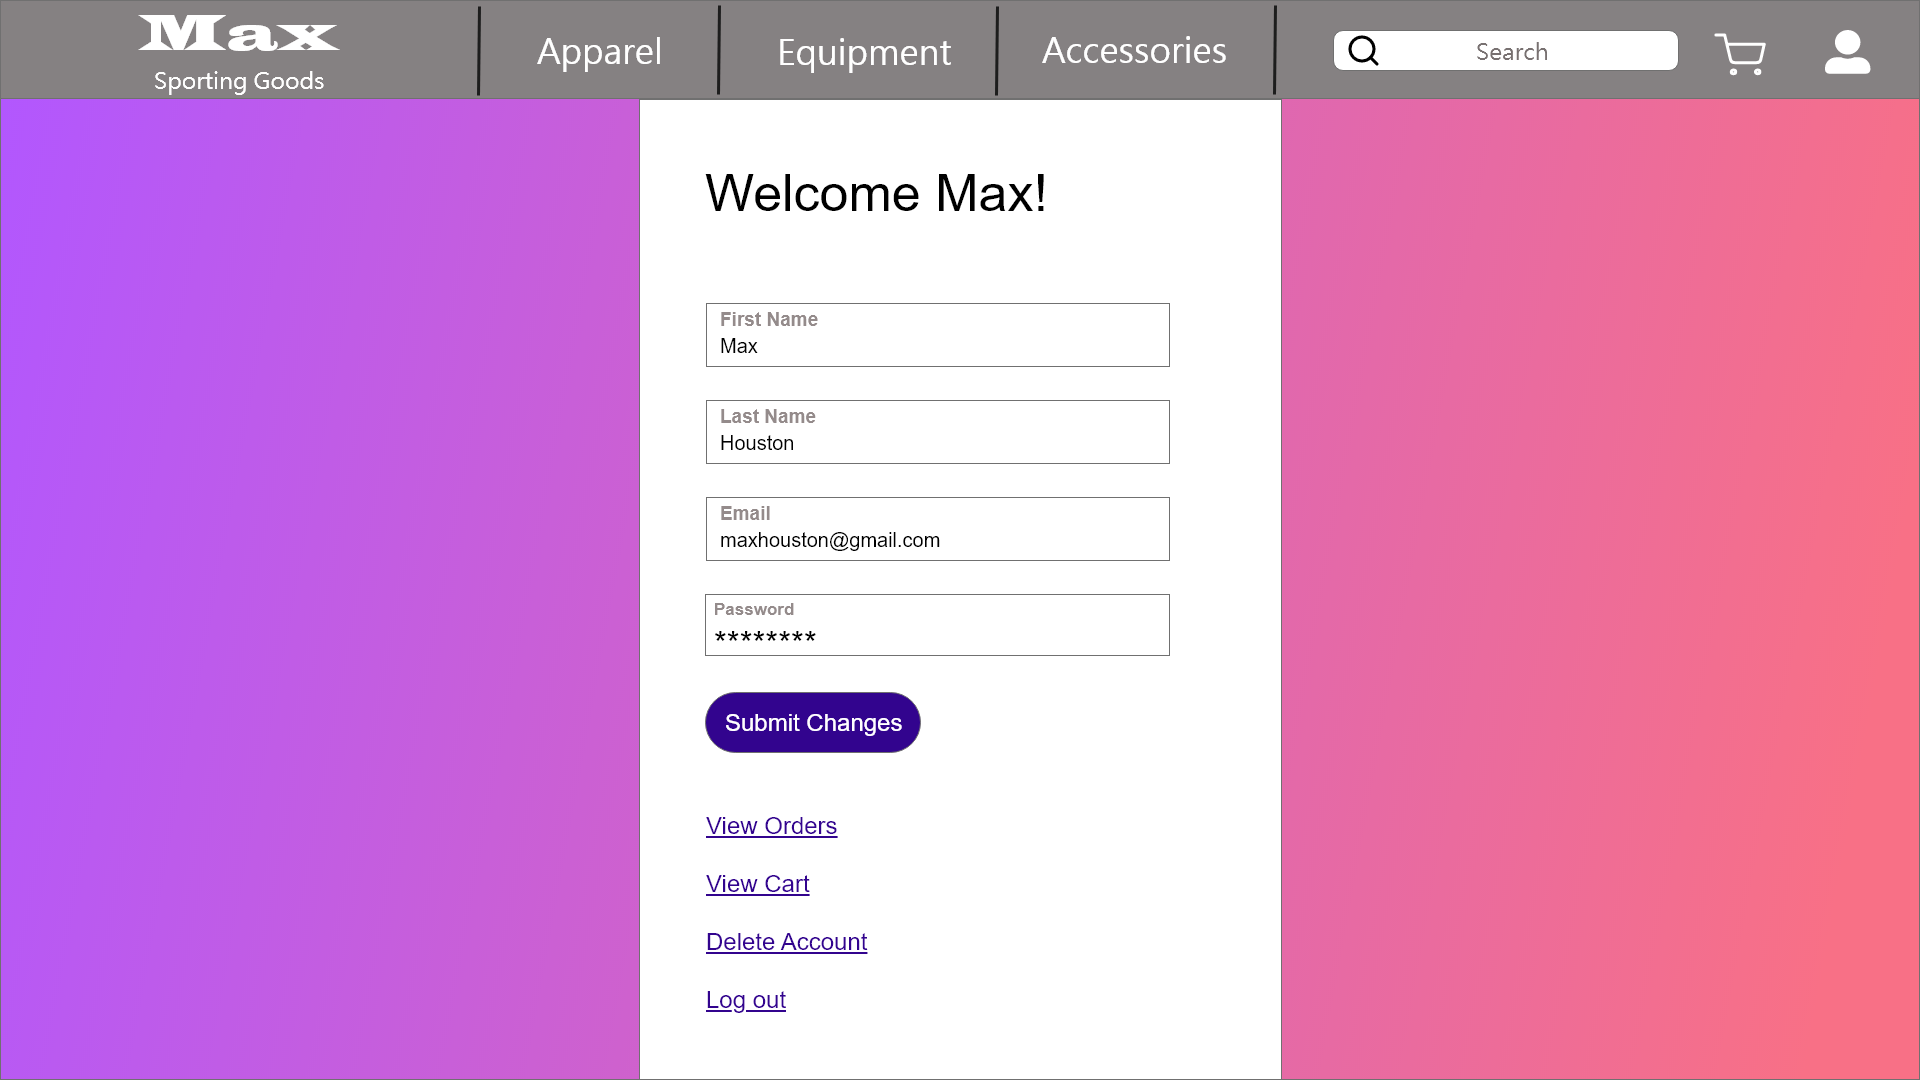 Max
Sporting Goods
Apparel
Equipment
Accessories
Search
Welcome Max!
First Name
Max
Last Name
Houston
Email
maxhouston@gmail.com
Password
********
Submit Changes
View Orders
View Cart
Delete Account
Log out